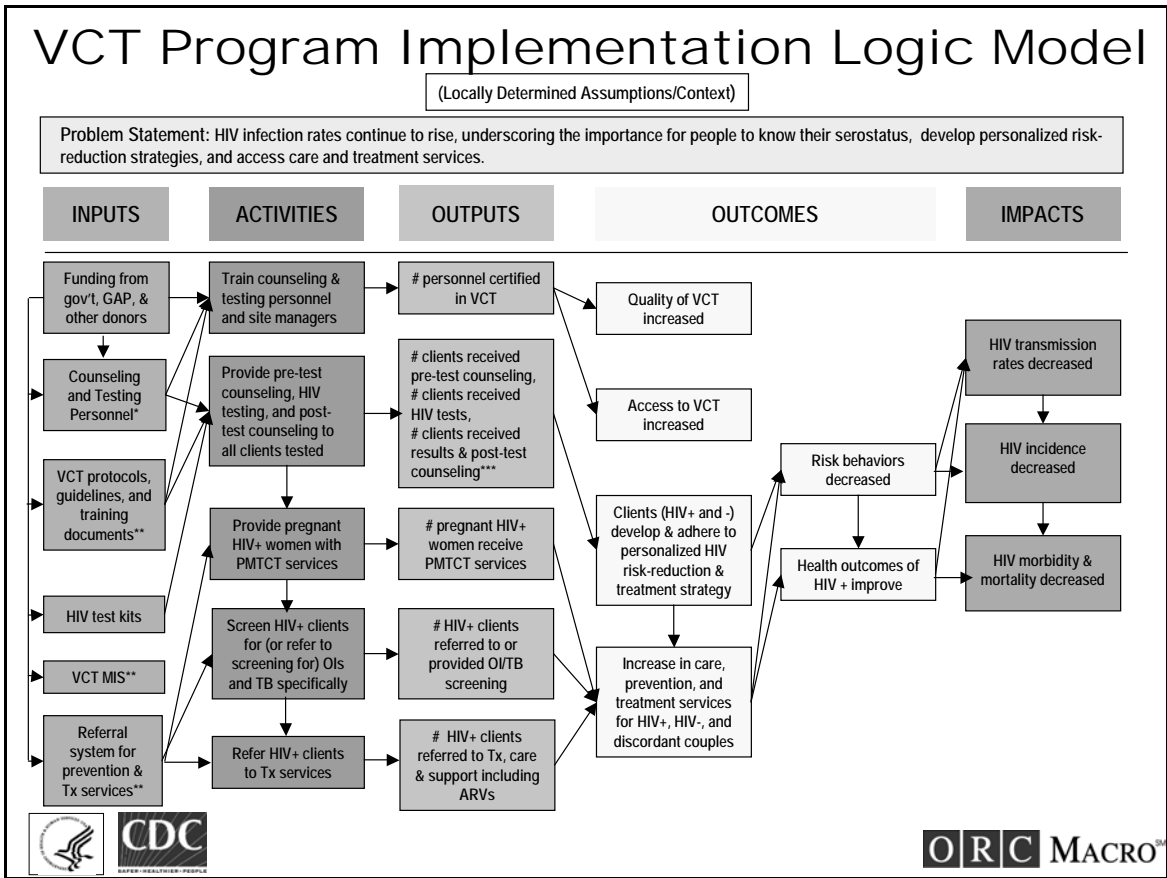 VCT Program Implementation Logic Model
(Locally Determined Assumptions/Context)
Problem Statement: HIV infection rates continue to rise, underscoring the importance for people to know their serostatus, develop personalized risk-
reduction strategies, and access care and treatment services.
INPUTS
ACTIVITIES
OUTPUTS
OUTCOMES
IMPACTS
Funding from
gov't, GAP, &
other donors
Counseling
and Testing
Personnel*
VCT protocols,
guidelines, and
training
documents**
HIV test kits
VCT MIS**
Referral
system for
prevention &
Tx services**
Train counseling &
testing personnel
and site managers
Provide pre-test
counseling, HIV
testing, and post-
test counseling to
all clients tested
Provide pregnant
HIV+ women with
PMTCT services
Screen HIV+ clients
for (or refer to
screening for) OIs
and TB specifically
Refer HIV+ clients
to Tx services
# personnel certified
in VCT
# clients received
pre-test counseling,
# clients received
HIV tests,
# clients received
results & post-test
counseling***
# pregnant HIV+
women receive
PMTCT services
# HIV+ clients
referred to or
provided OI/TB
screening
# HIV+ clients
referred to Tx, care
& support including
ARVs
Quality of VCT
increased
Access to VCT
increased
Clients (HIV+ and -)
develop & adhere to
personalized HIV
risk-reduction &
treatment strategy
Increase in care,
prevention, and
treatment services
for HIV+, HIV-, and
discordant couples
Risk behaviors
decreased
Health outcomes of
HIV + improve
HIV transmission
rates decreased
HIV incidence
decreased
HIV morbidity &
mortality decreased
CDC
SAFER • HEALTHIER • PEOPLE
ORC MACRO SM